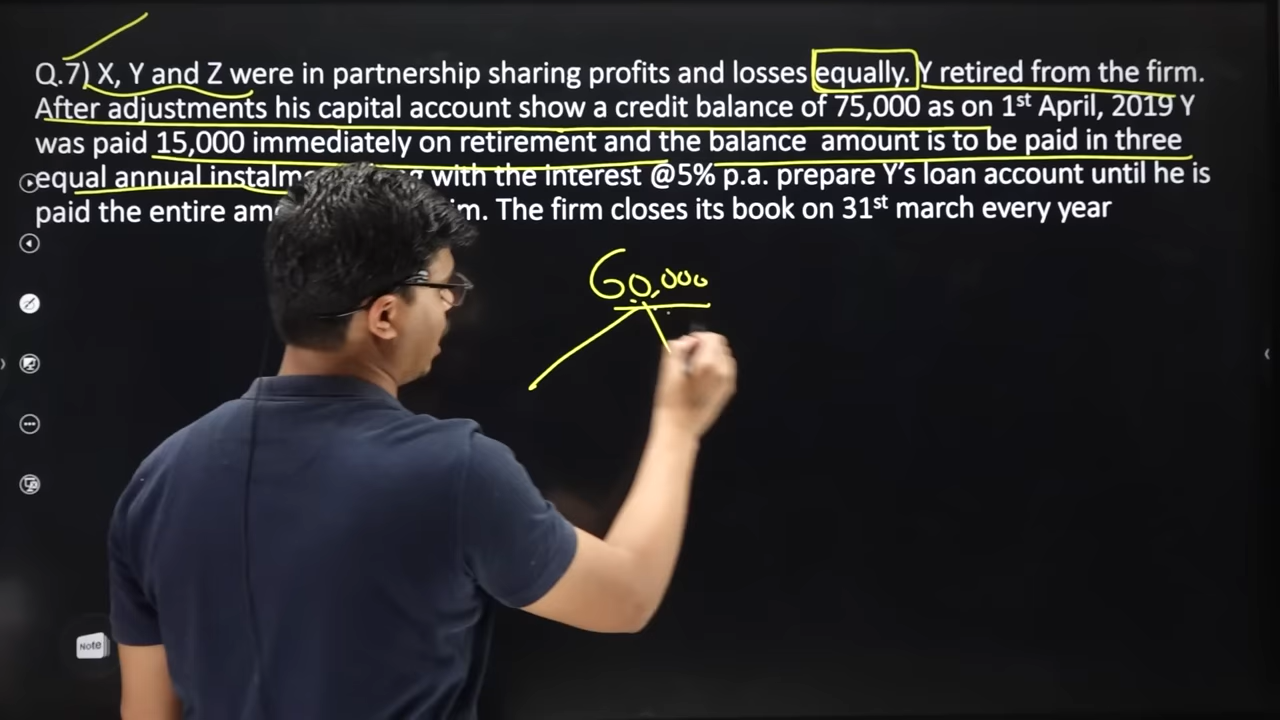 Q.7) X, Y and Z were in partnership sharing profits and losses equally. Y retired from the firm.
After adjustments his capital account show a credit balance of 75,000 as on 1st April, 2019 Y
was paid 15,000 immediately on retirement and the balance amount is to be paid in three
equal annual with the interest @5% p.a. prepare Y's loan account until he is
paid the entire The firm closes its book on 31st march every year
60,000
Note